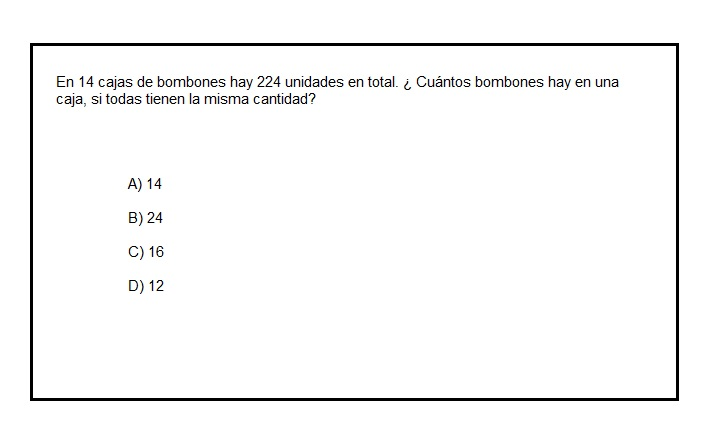 En 14 cajas de bombones hay 224 unidades en total. ¿ Cuántos bombones hay en una
caja, si todas tienen la misma cantidad?
A) 14
B) 24
C) 16
D) 12